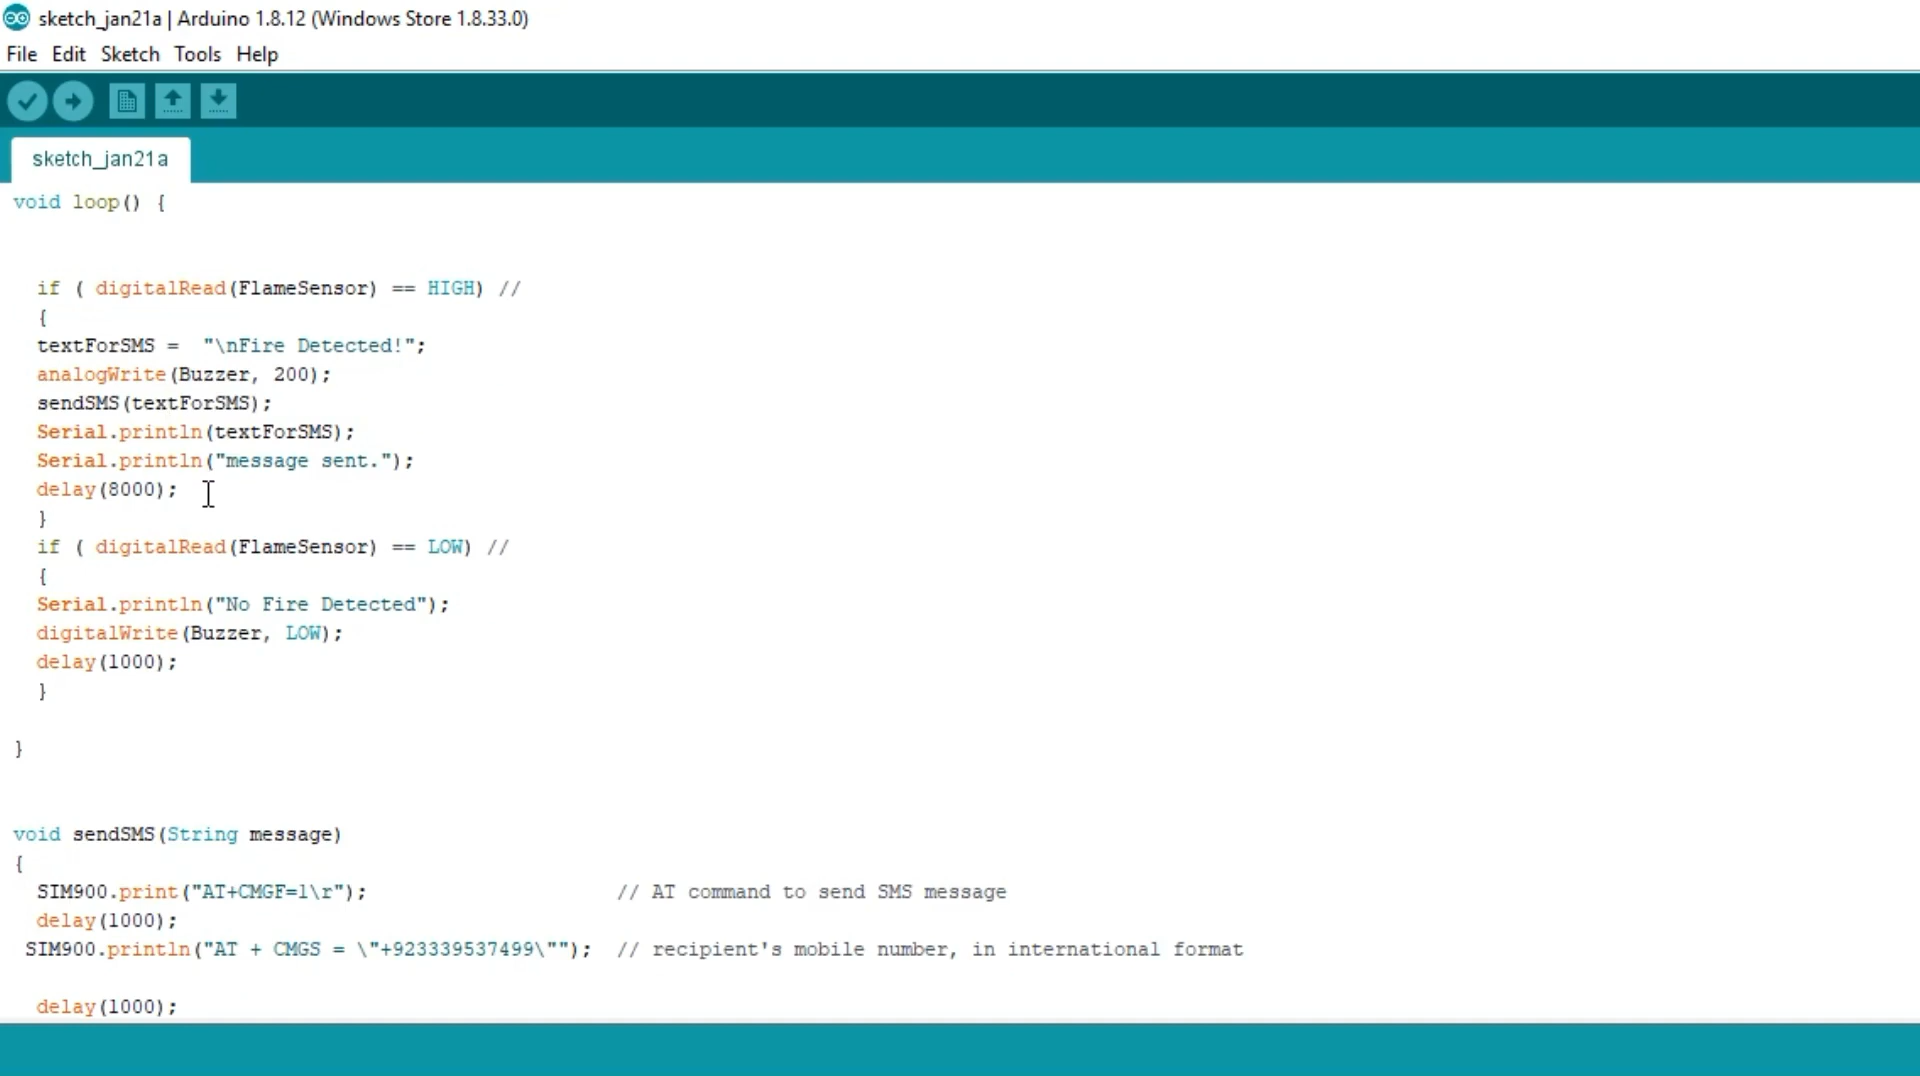 sketch_jan21a | Arduino 1.8.12 (Windows Store 1.8.33.0)
File Edit Sketch Tools Help
sketch_jan21a
void loop() {
if ( digitalRead(FlameSensor) == HIGH) //
{
textForSMS =  "\nFire Detected!";
analogWrite(Buzzer, 200);
sendSMS(textForSMS);
Serial.println(textForSMS);
Serial.println("message sent.");
delay(8000);
}
if ( digitalRead(FlameSensor) == LOW) //
{
Serial.println("No Fire Detected");
digitalWrite(Buzzer, LOW);
delay(1000);
}
}
void sendSMS(String message)
{
SIM900.print("AT+CMGF=1\r"); // AT command to send SMS message
delay(1000);
SIM900.println("AT + CMGS = \"+923339537499\""); // recipient's mobile number, in international format
delay(1000);